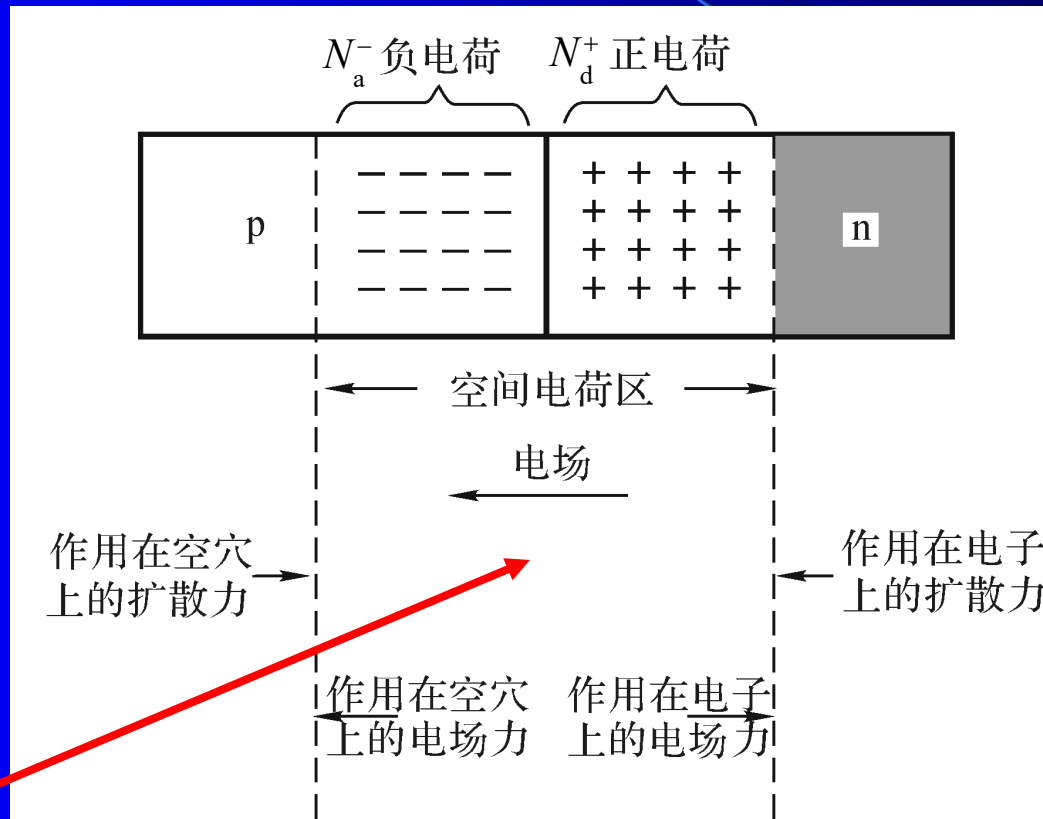 N_a^- 负电荷 N_d^+ 正电荷
p n
空间电荷区
电场
作用在空穴 作用在电子
上的扩散力 上的扩散力
作用在空穴 作用在电子
上的电场力 上的电场力